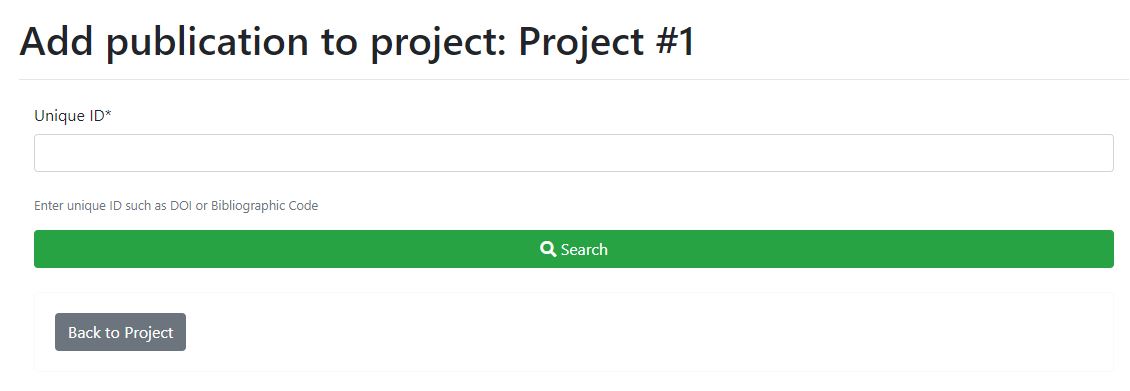 Add publication to project: Project #1
Unique ID*
Enter unique ID such as DOI or Bibliographic Code
Search
Back to Project